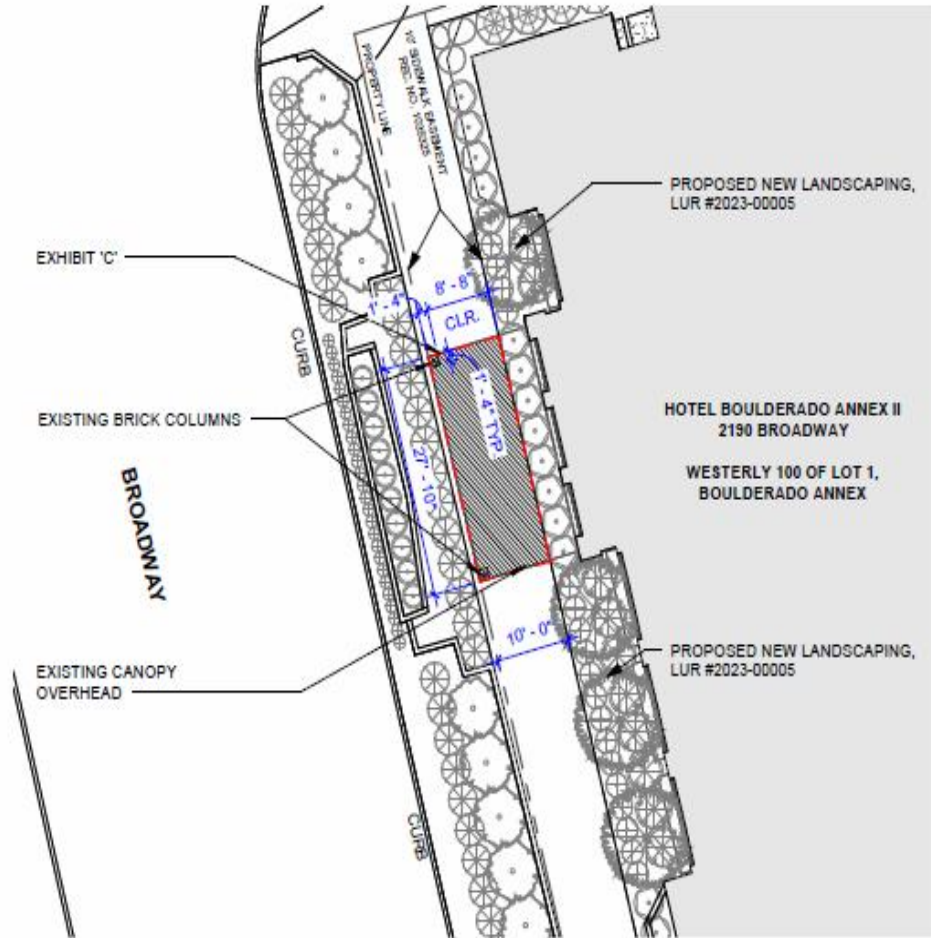 10' SIDEWALK EASEMENT
REC. NO. 1026325
PROPERTY LINE
PROPOSED NEW LANDSCAPING,
LUR #2023-00005
EXHIBIT 'C'
1' - 4"
8' - 8"
CLR.
CURB
1' - 4" TYP.
EXISTING BRICK COLUMNS
27' - 10"
HOTEL BOULDERADO ANNEX II
2190 BROADWAY
WESTERLY 100 OF LOT 1,
BOULDERADO ANNEX
BROADWAY
10' - 0"
EXISTING CANOPY
OVERHEAD
PROPOSED NEW LANDSCAPING,
LUR #2023-00005
CURB